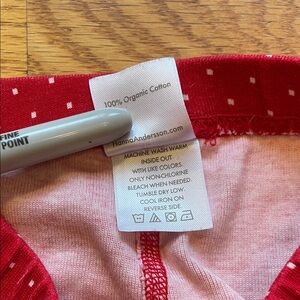 100% Organic Cotton
HannaAndersson.com
MACHINE WASH WARM
INSIDE OUT
WITH LIKE COLORS.
ONLY NON-CHLORINE
BLEACH WHEN NEEDED.
TUMBLE DRY LOW.
COOL IRON ON
REVERSE SIDE.
FINE
POINT